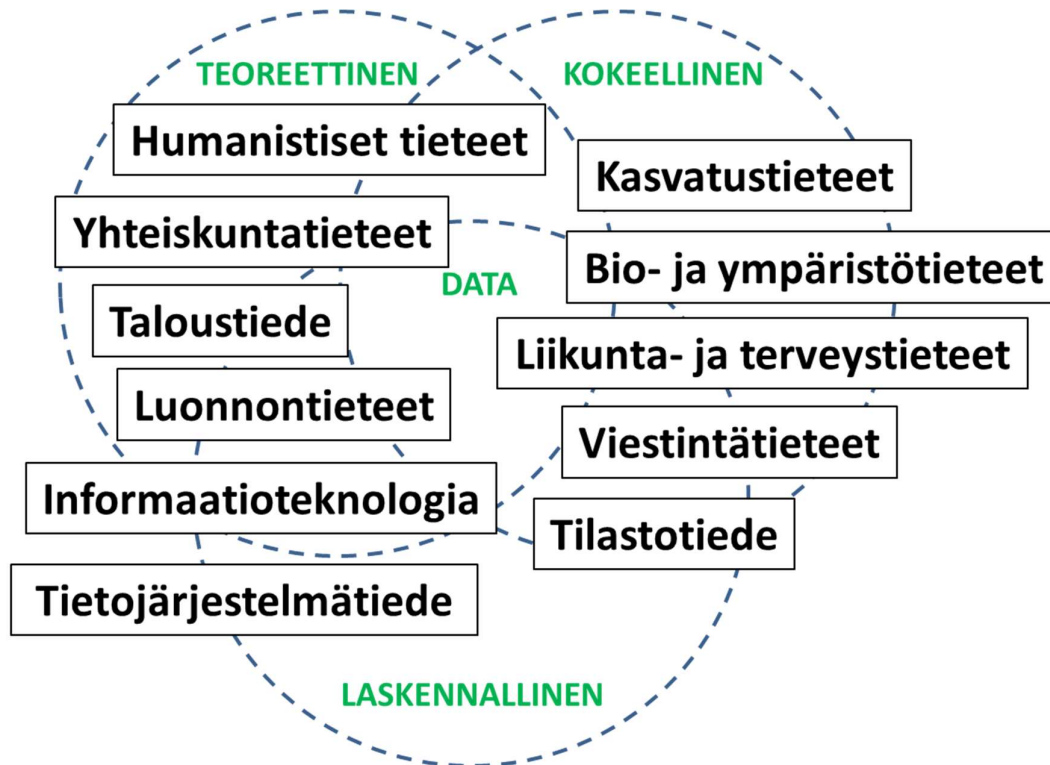 TEOREETTINEN
KOKEELLINEN
Humanistiset tieteet
Kasvatustieteet
Yhteiskuntatieteet
Bio- ja ympäristötieteet
DATA
Taloustiede
Liikunta- ja terveystieteet
Luonnontieteet
Viestintätieteet
Informaatioteknologia
Tilastotiede
Tietojärjestelmätiede
LASKENNALLINEN